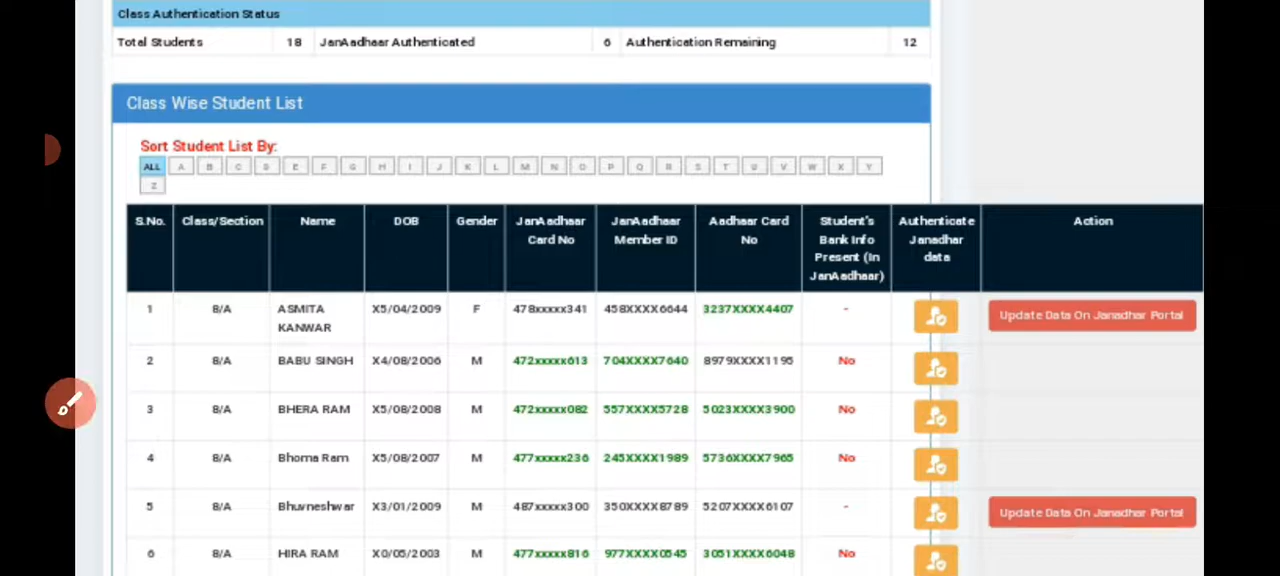 Class Authentication Status
Total Students 18 JanAadhaar Authenticated 6 Authentication Remaining 12
Class Wise Student List
Sort Student List By:
ALL A B C D E F G H I J K L M N O P Q R S T U V W X Y
Z
S.No. Class/Section Name DOB Gender JanAadhaar Card No JanAadhaar Member ID Aadhaar Card No Student's Bank Info Present (In JanAadhaar) Authenticate Janadhar data Action
1 8/A ASMITA KANWAR X5/04/2009 F 478xxxxx341 458XXXX6644 3237XXXX4407 - Update Data On Janadhar Portal
2 8/A BABU SINGH X4/08/2006 M 472xxxxx613 704XXXX7640 8979XXXX1195 No
3 8/A BHERA RAM X5/08/2008 M 472xxxxx082 557XXXX5728 5023XXXX3900 No
4 8/A Bhoma Ram X5/08/2007 M 477xxxxx236 245XXXX1989 5736XXXX7965 No
5 8/A Bhuvneshwar X3/01/2009 M 487xxxxx300 350XXXX8789 5207XXXX6107 - Update Data On Janadhar Portal
6 8/A HIRA RAM X0/05/2003 M 477xxxxx816 977XXXX0545 3051XXXX6048 No